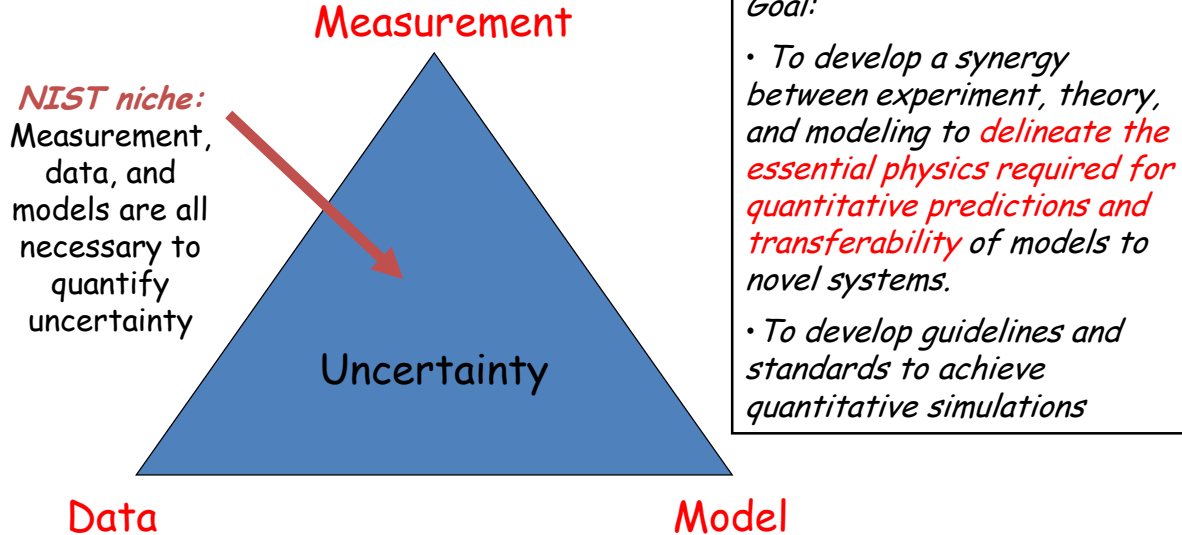 Measurement
NIST niche:
Measurement,
data, and
models are all
necessary to
quantify
uncertainty
Uncertainty
Data
Model
Goal:
• To develop a synergy
between experiment, theory,
and modeling to delineate the
essential physics required for
quantitative predictions and
transferability of models to
novel systems.
• To develop guidelines and
standards to achieve
quantitative simulations